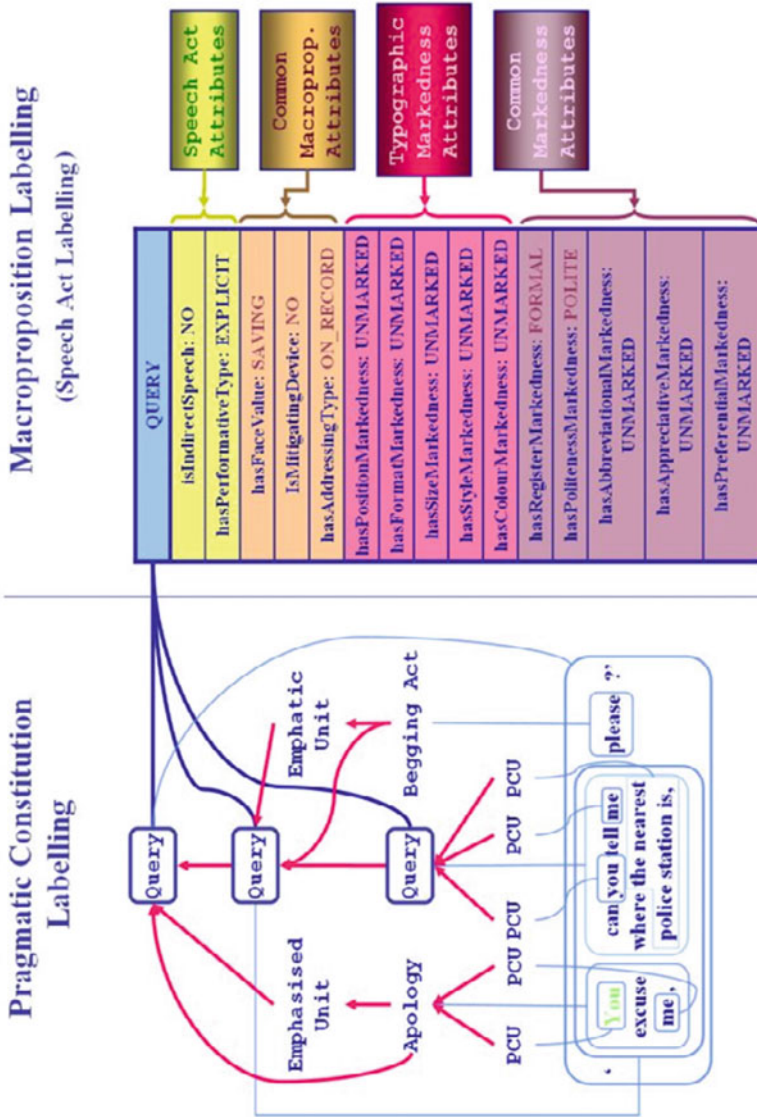 Pragmatic Constitution
Labelling
Query
Query
Query
Emphasised
Unit
Emphatic
Unit
Apology
Begging Act
PCU
PCU
PCU
PCU
PCU
PCU
‘
You
excuse
me ,
can you tell me
where the nearest
police station is,
please
?’
Macroproposition Labelling
(Speech Act Labelling)
QUERY
isIndirectSpeech: NO
hasPerformativeType: EXPLICIT
hasFaceValue: SAVING
IsMitigatingDevice: NO
hasAddressingType: ON_RECORD
hasPositionMarkedness: UNMARKED
hasFormatMarkedness: UNMARKED
hasSizeMarkedness: UNMARKED
hasStyleMarkedness: UNMARKED
hasColourMarkedness: UNMARKED
hasRegisterMarkedness: FORMAL
hasPolitenessMarkedness: POLITE
hasAbbreviationalMarkedness:
UNMARKED
hasAppreciativeMarkedness:
UNMARKED
hasPreferentialMarkedness:
UNMARKED
Speech Act
Attributes
Common
Macroprop.
Attributes
Typographic
Markedness
Attributes
Common
Markedness
Attributes